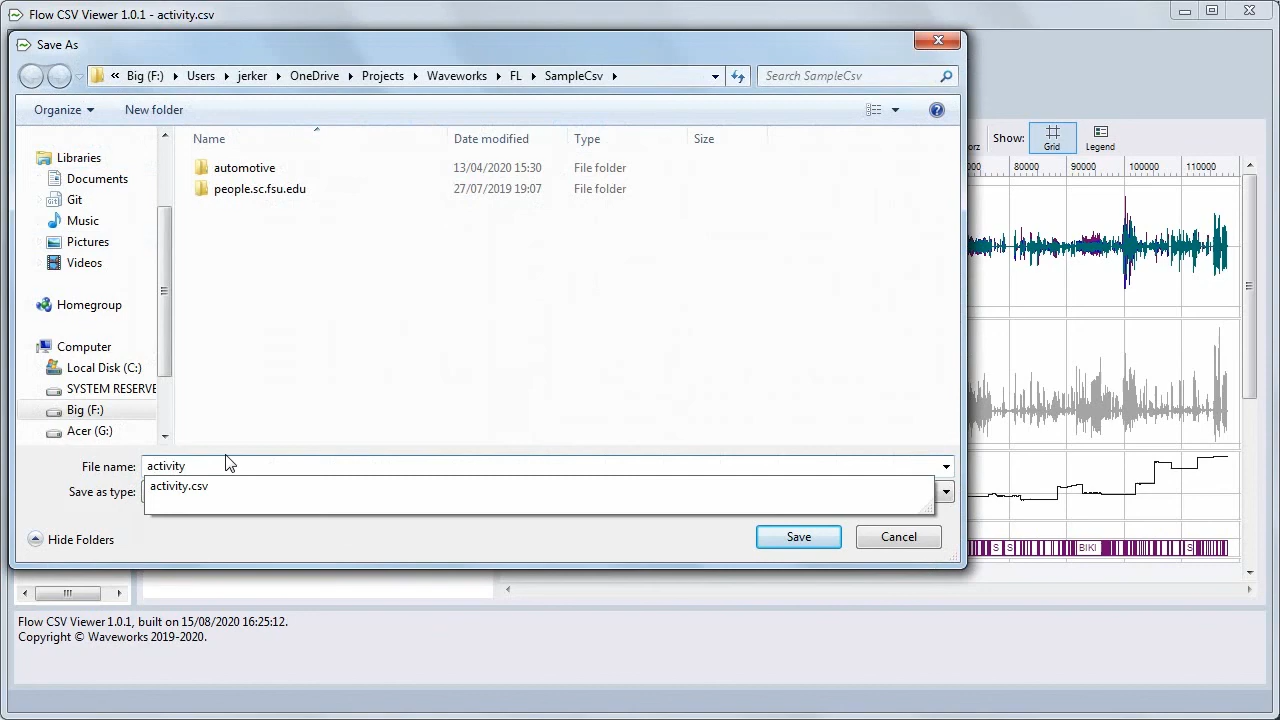 Flow CSV Viewer 1.0.1 - activity.csv
Save As
Big (F:) Users jerker OneDrive Projects Waveworks FL SampleCsv Search SampleCsv
Organize New folder
Name Date modified Type Size
automotive 13/04/2020 15:3
people.sc.fsu.edu 27/07/2019 19:07 File folder
File folder
Libraries
Documents
Git
Music
Pictures
Videos
Homegroup
Computer
Local Disk (C:)
SYSTEM RESERVE
Big (F:)
Acer (G:)
File name: activity
activity.csv
Save as type:
Hide Folders Save Cancel
Show: Grid Legend
80000 90000 100000 110000
S S BIKI S
Flow CSV Viewer 1.0.1, built on 15/08/2020 16:25:12.
Copyright © Waveworks 2019-2020.